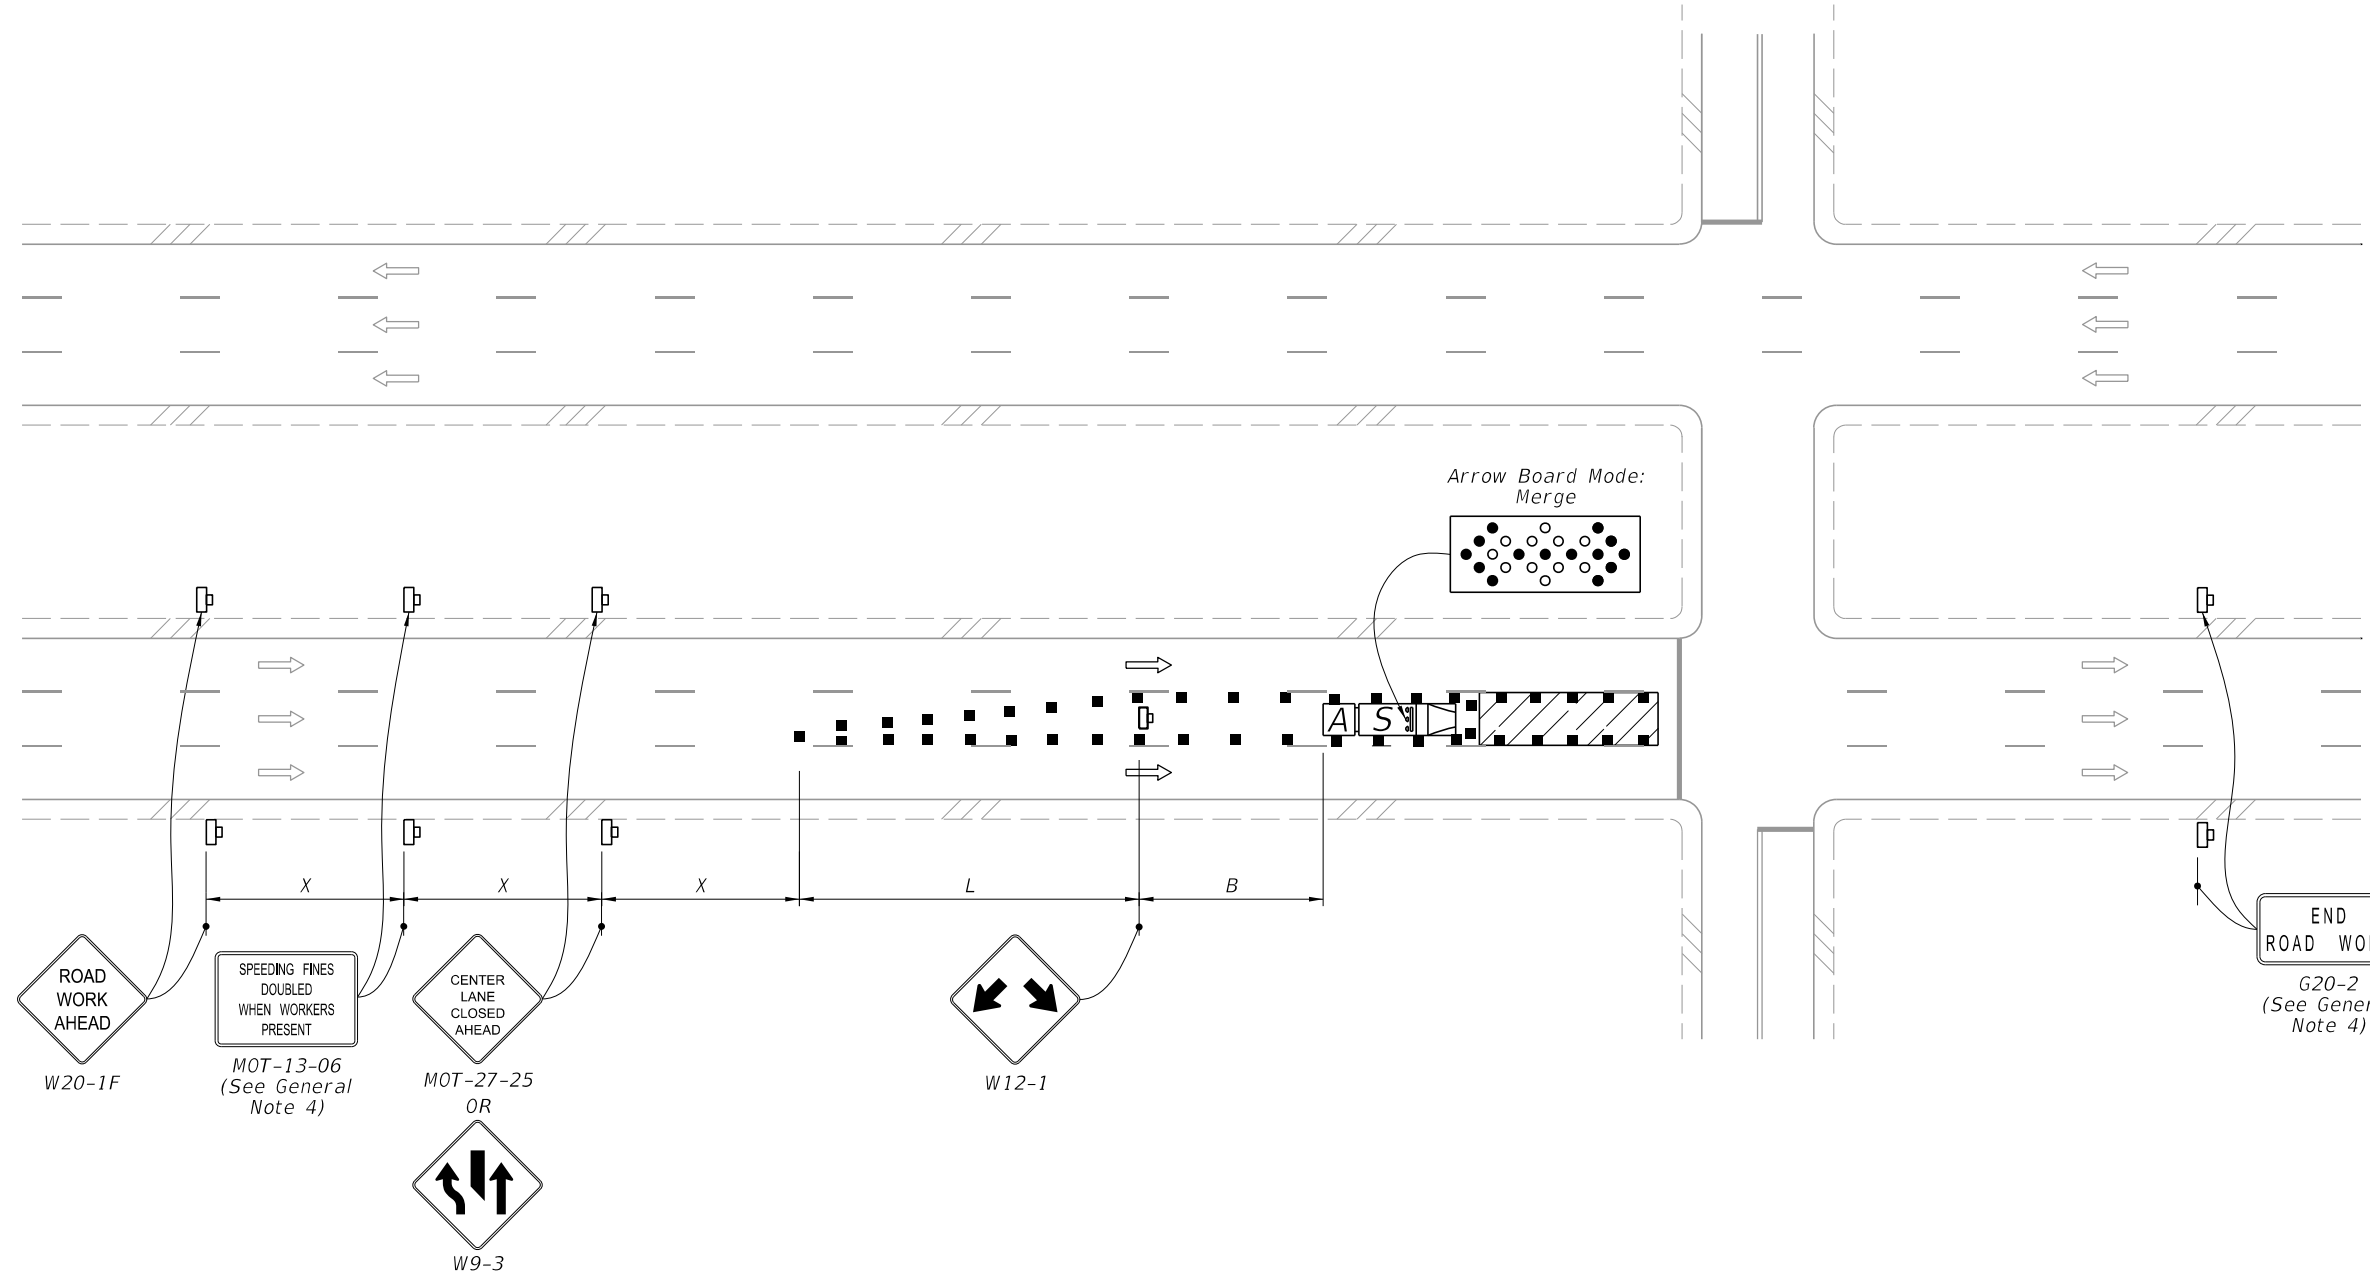 Arrow Board Mode:
Merge
A S
X X X L B
ROAD
WORK
AHEAD
W20-1F
SPEEDING FINES
DOUBLED
WHEN WORKERS
PRESENT
MOT-13-06
(See General
Note 4)
CENTER
LANE
CLOSED
AHEAD
MOT-27-25
OR
W9-3
W12-1
END
ROAD
G20-2
(See
Note 4)